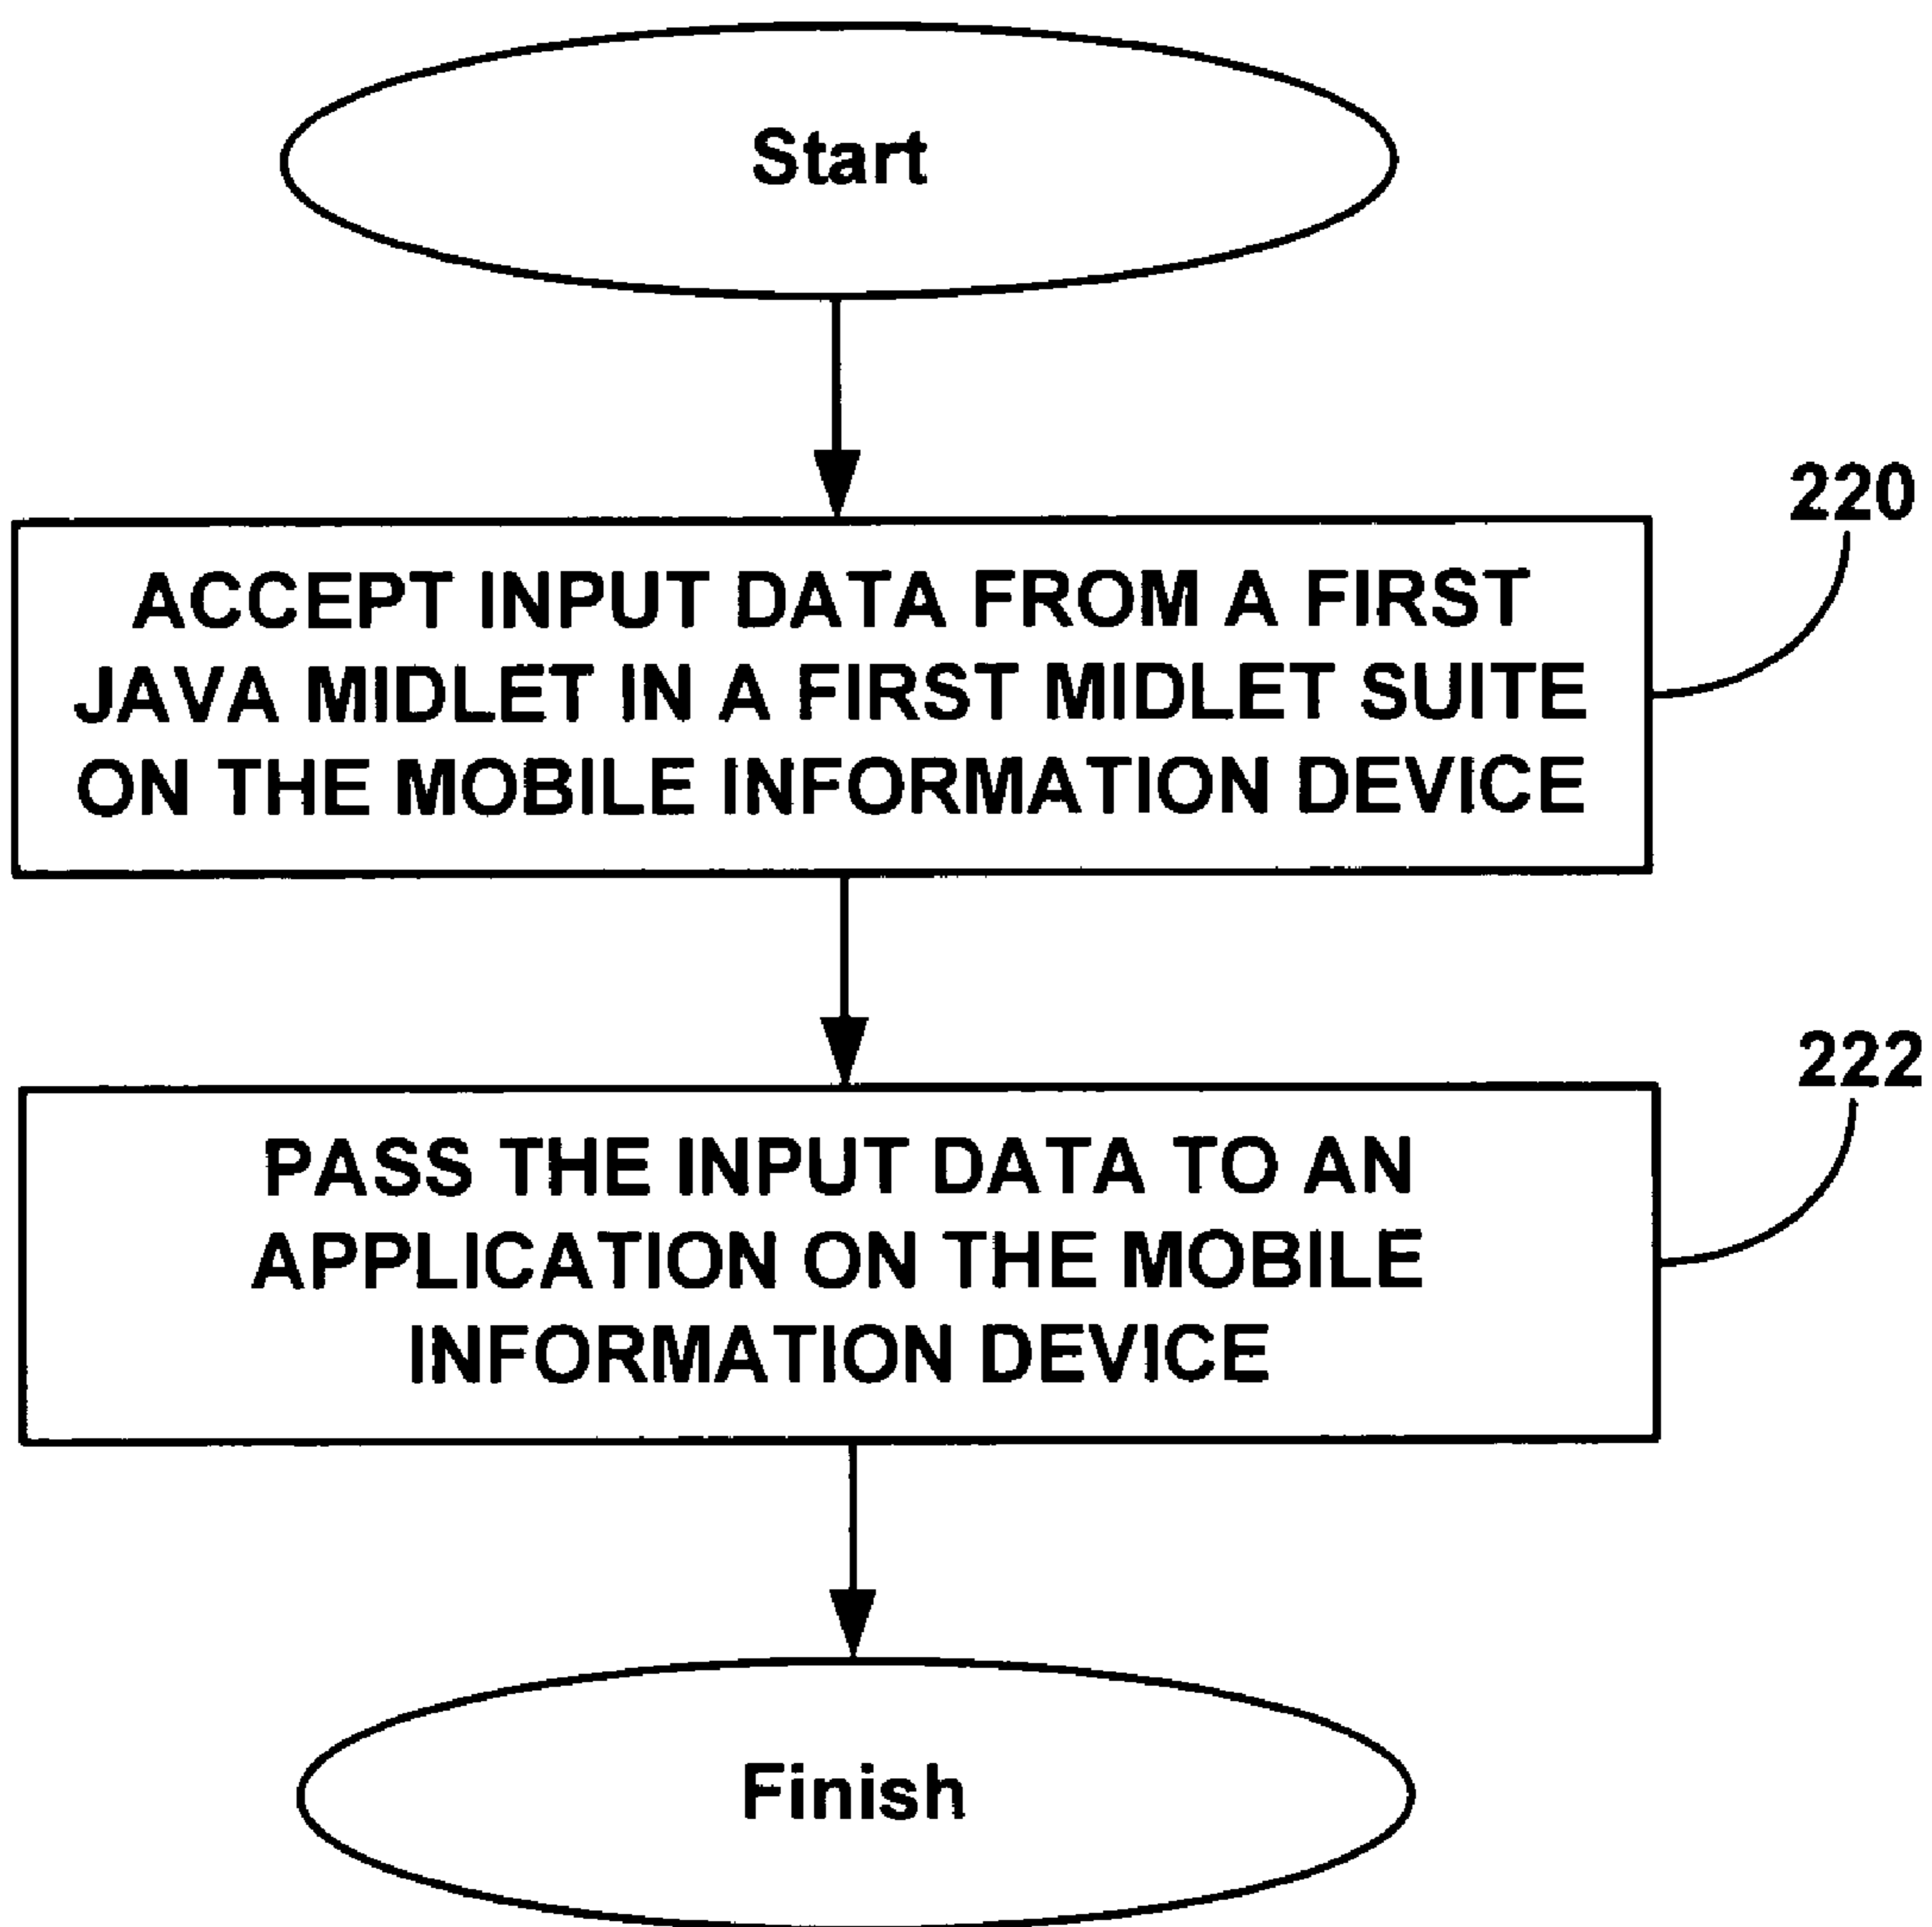 Start
220
ACCEPT INPUT DATA FROM A FIRST
JAVA MIDLET IN A FIRST MIDLET SUITE
ON THE MOBILE INFORMATION DEVICE
222
PASS THE INPUT DATA TO AN
APPLICATION ON THE MOBILE
INFORMATION DEVICE
Finish